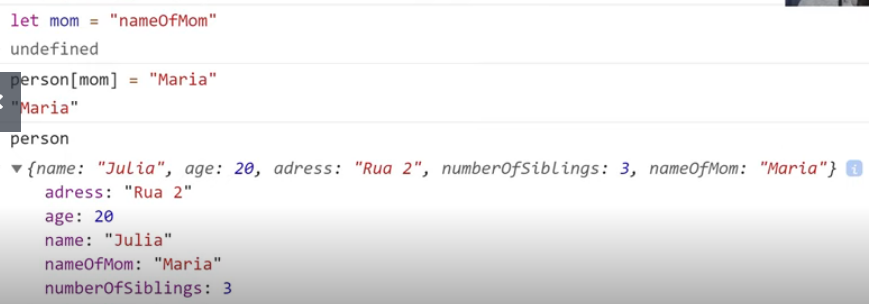 let mom = "nameOfMom"
undefined
person[mom] = "Maria"
"Maria"
person
▼{name: "Julia", age: 20, adress: "Rua 2", numberOfSiblings: 3, nameOfMom: "Maria"} i
adress: "Rua 2"
age: 20
name: "Julia"
nameOfMom: "Maria"
numberOfSiblings: 3